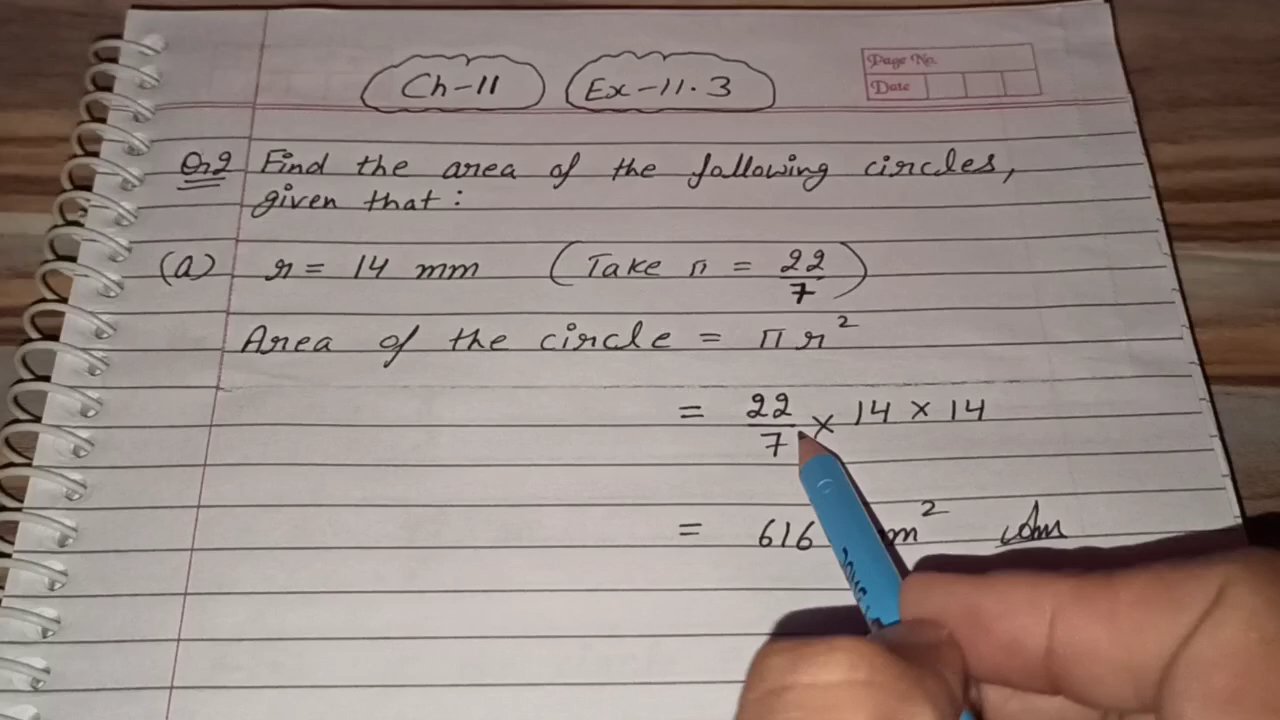 Ch-11 Ex-11.3
Page No.
Date
Q.2 Find the area of the following circles,
given that:
(a) r = 14 mm (Take π = 22/7)
Area of the circle = πr²
= 22/7 × 14 × 14
= 616 m² Ans